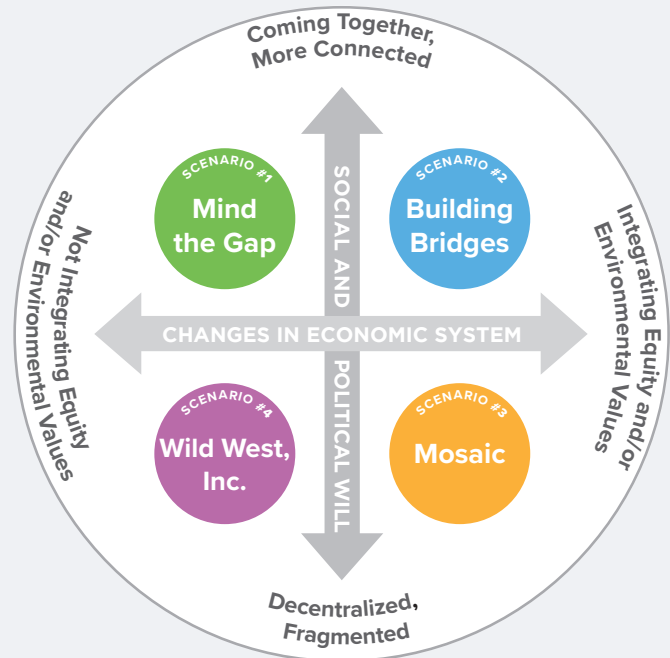 Coming Together,
More Connected
SCENARIO #1
Mind
the Gap
SCENARIO #2
Building
Bridges
Not Integrating Equity
and/or Environmental Values
SOCIAL AND POLITICAL WILL
CHANGES IN ECONOMIC SYSTEM
Integrating Equity and/or
Environmental Values
SCENARIO #4
Wild West,
Inc.
SCENARIO #3
Mosaic
Decentralized,
Fragmented